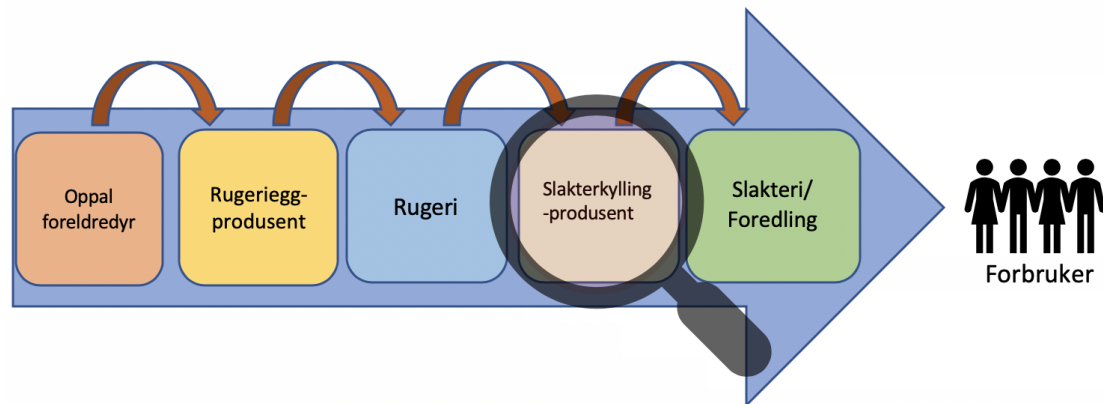 Oppal
foreldredyr
Rugeriegg-
produsent
Rugeri
Slakterkylling
-produsent
Slakteri/
Foredling
Forbruker